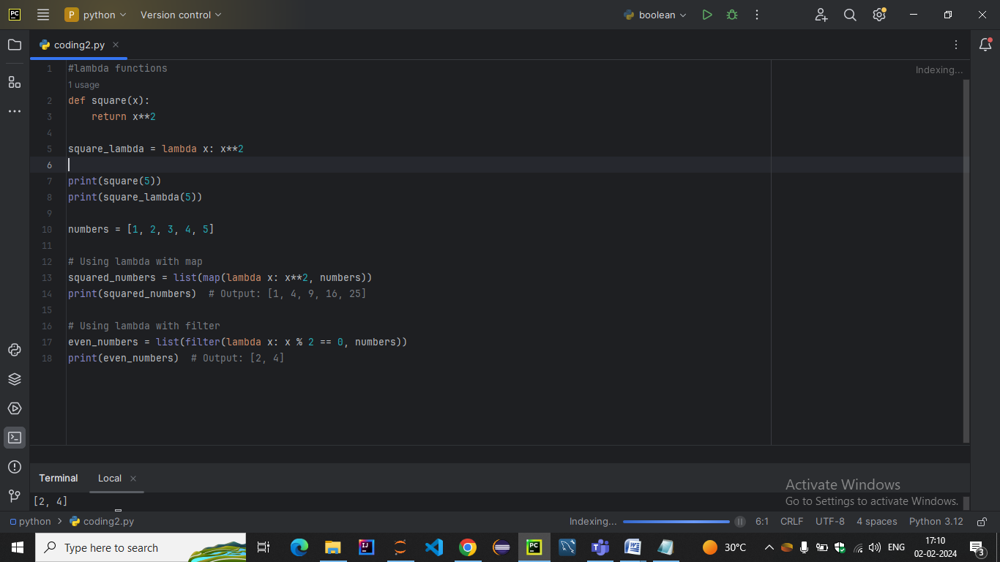 PC P python Version control boolean
coding2.py
Indexing...
1 #lambda functions
1 usage
2 def square(x):
3     return x**2
4
5 square_lambda = lambda x: x**2
6
7 print(square(5))
8 print(square_lambda(5))
9
10 numbers = [1, 2, 3, 4, 5]
11
12 # Using lambda with map
13 squared_numbers = list(map(lambda x: x**2, numbers))
14 print(squared_numbers)  # Output: [1, 4, 9, 16, 25]
15
16 # Using lambda with filter
17 even_numbers = list(filter(lambda x: x % 2 == 0, numbers))
18 print(even_numbers)  # Output: [2, 4]
Terminal Local
Activate Windows
Go to Settings to activate Windows.
[2, 4]
python > coding2.py Indexing... 6:1 CRLF UTF-8 4 spaces Python 3.12
Type here to search IJ PC W 30°C ENG 17:10
02-02-2024 3